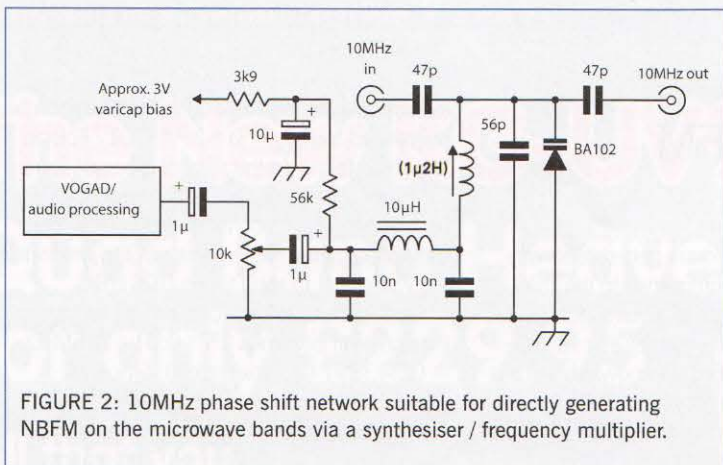 10MHz
in
47p
47p
10MHz out
3k9
Approx. 3V
varicap bias
+
10µ
56p
BA102
(1µ2H)
VOGAD/
audio processing
+
1µ
56k
10µH
10k
+
1µ
10n
10n
FIGURE 2: 10MHz phase shift network suitable for directly generating
NBFM on the microwave bands via a synthesiser / frequency multiplier.